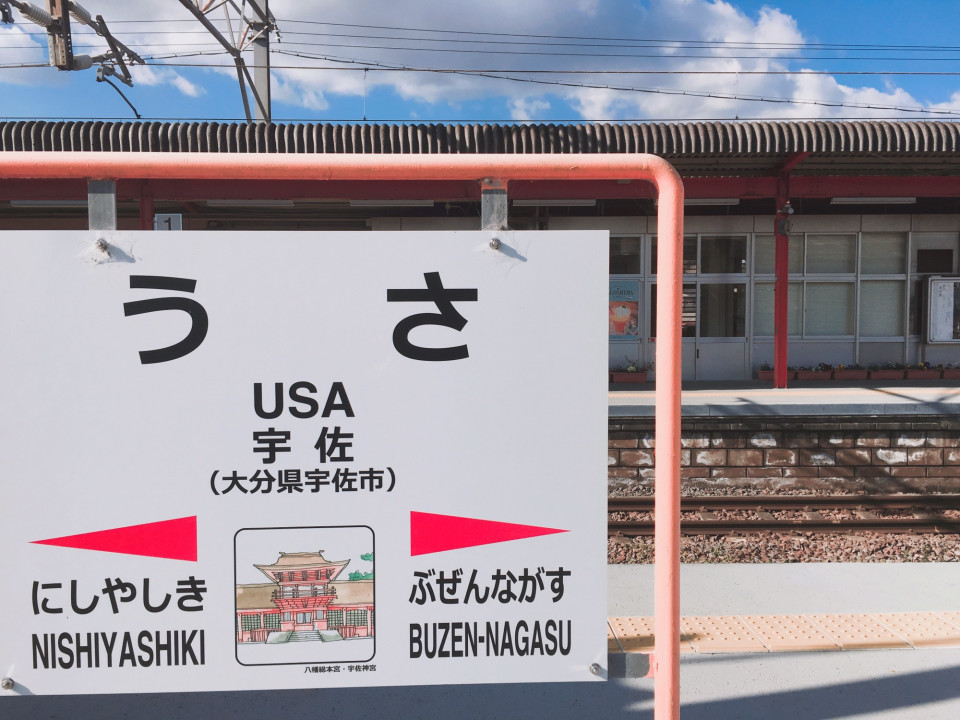 1
うさ
USA
宇佐
(大分県宇佐市)
にしやしき
NISHIYASHIKI
ぶぜんながす
BUZEN-NAGASU
八幡総本宮・宇佐神宮